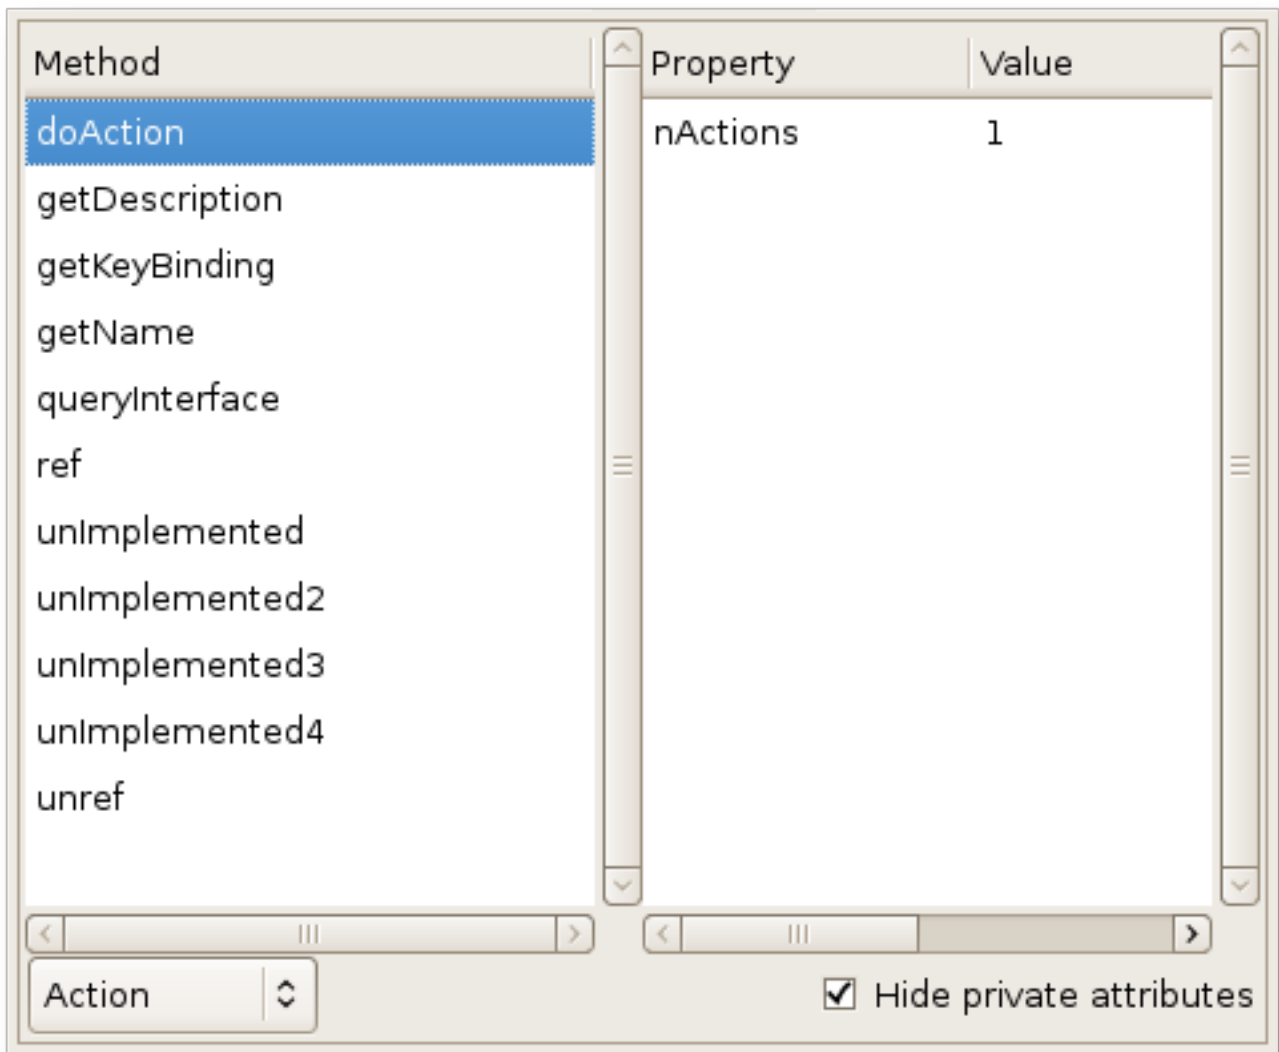 Method
doAction
getDescription
getKeyBinding
getName
queryInterface
ref
unImplemented
unImplemented2
unImplemented3
unImplemented4
unref
Property Value
nActions 1
Action
Hide private attributes